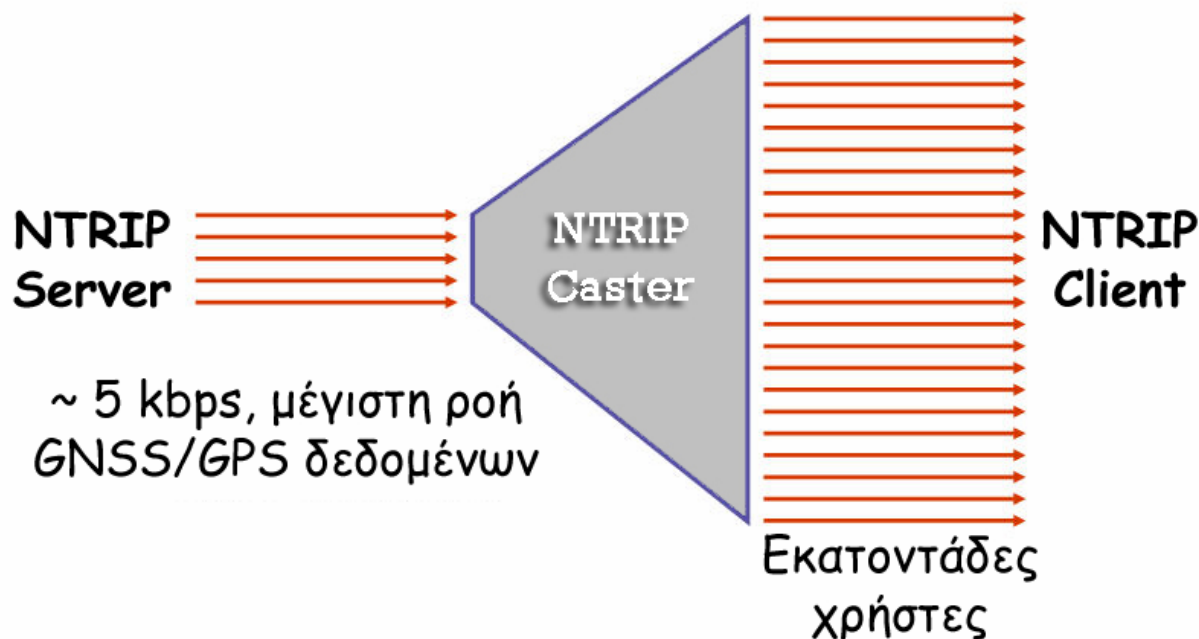 NTRIP
Server
~ 5 kbps, μέγιστη ροή
GNSS/GPS δεδομένων
NTRIP
Caster
NTRIP
Client
Εκατοντάδες
χρήστες